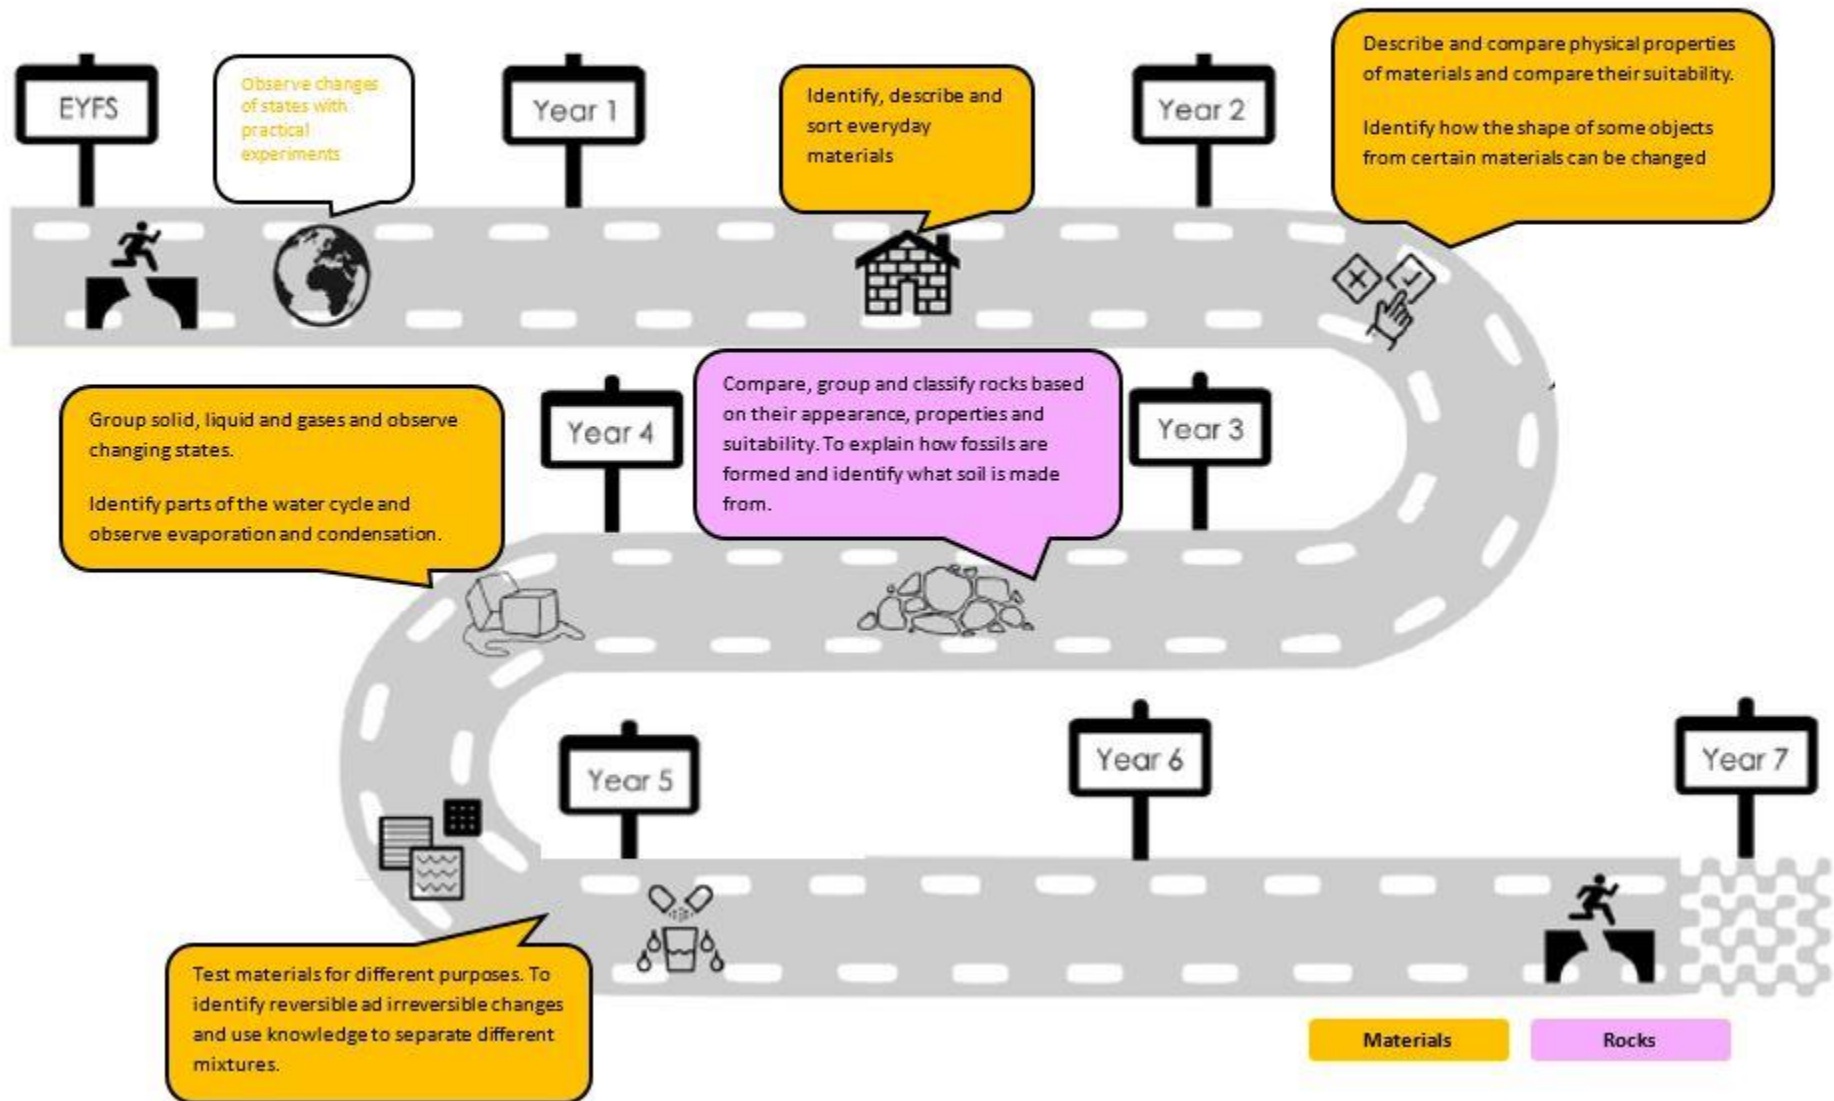 EYFS
Observe changes
of states with
practical
experiments
Year 1
Identify, describe and
sort everyday
materials
Year 2
Describe and compare physical properties
of materials and compare their suitability.
Identify how the shape of some objects
from certain materials can be changed
Year 3
Compare, group and classify rocks based
on their appearance, properties and
suitability. To explain how fossils are
formed and identify what soil is made
from.
Year 4
Group solid, liquid and gases and observe
changing states.
Identify parts of the water cycle and
observe evaporation and condensation.
Year 5
Test materials for different purposes. To
identify reversible ad irreversible changes
and use knowledge to separate different
mixtures.
Year 6
Year 7
Materials
Rocks